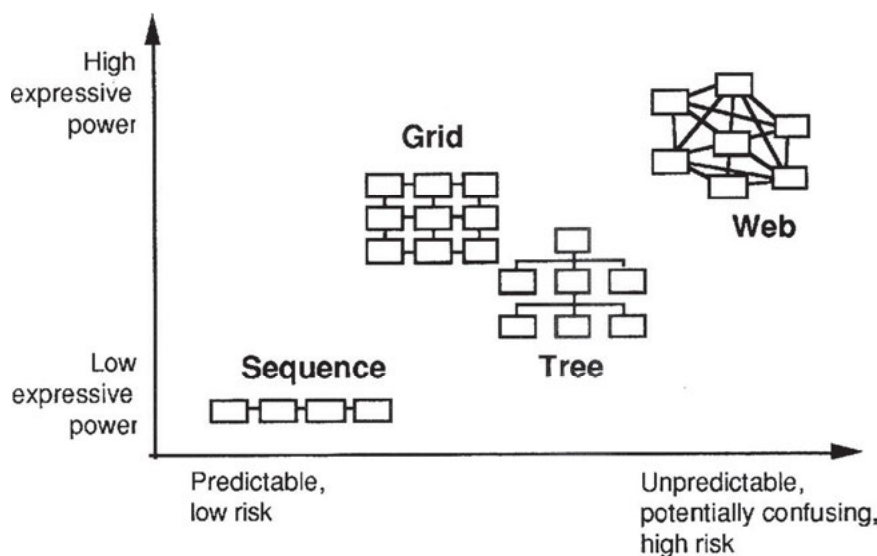 High
expressive
power
Grid
Web
Low
expressive
power
Sequence
Tree
Predictable,
low risk
Unpredictable,
potentially confusing,
high risk